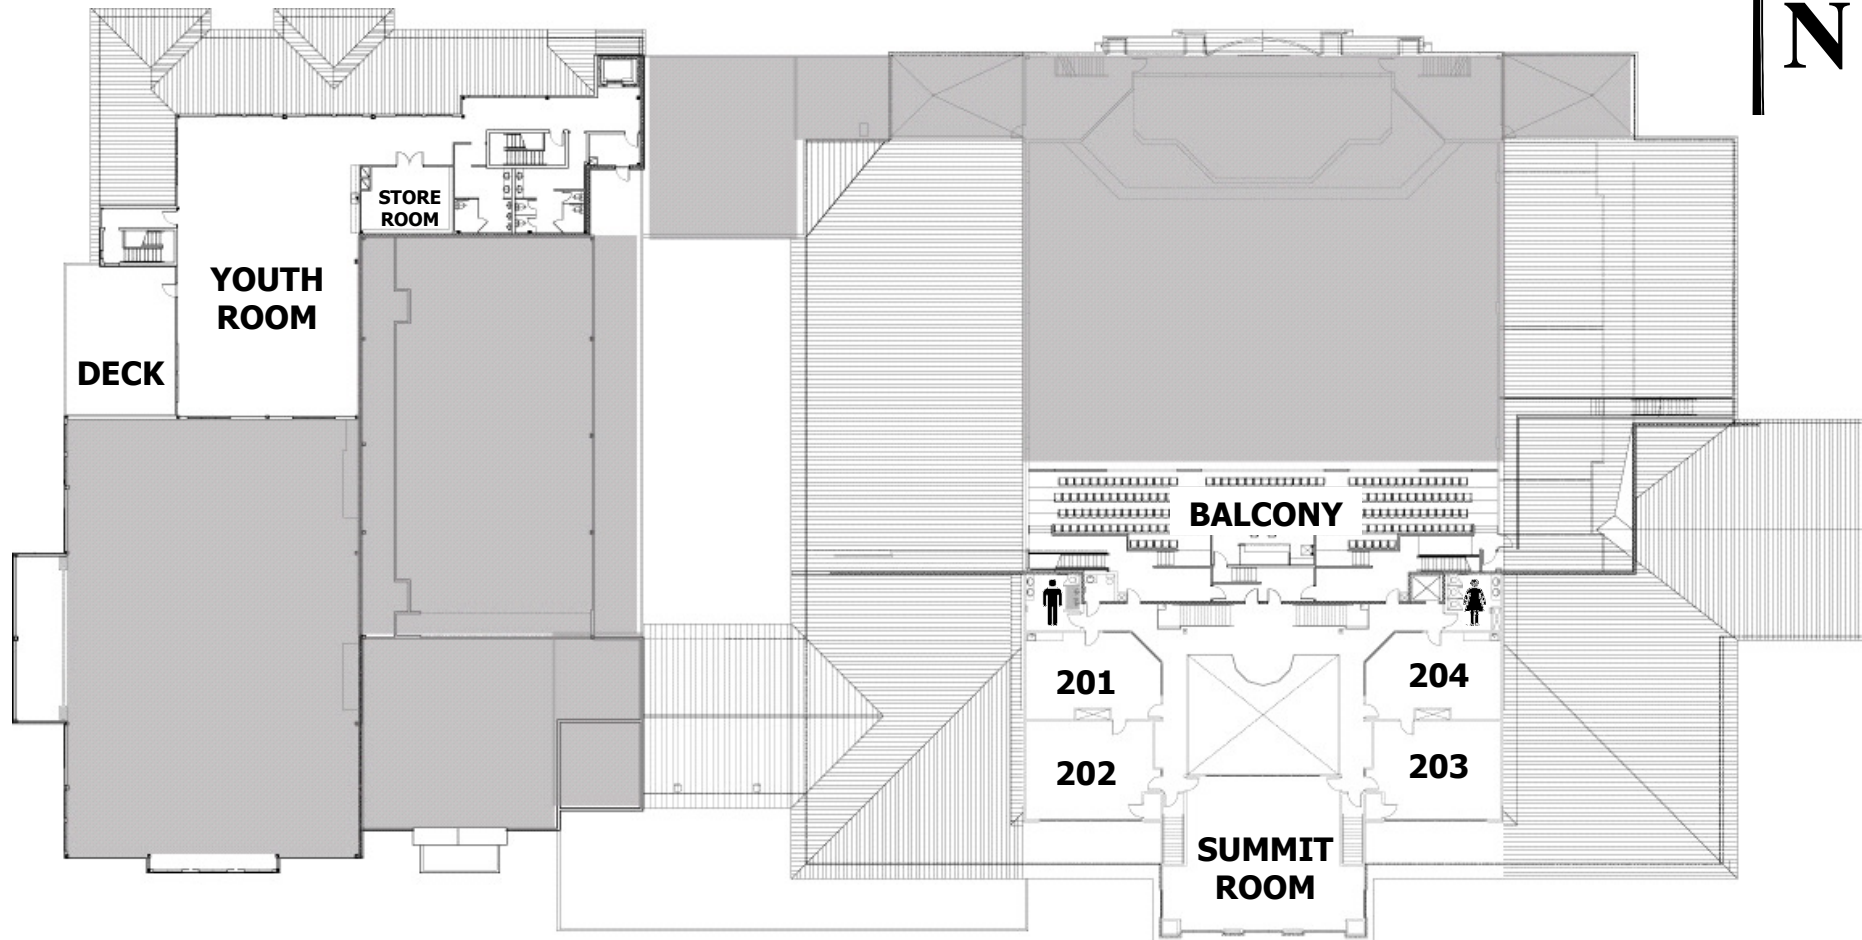 N
STORE
ROOM
YOUTH
ROOM
DECK
BALCONY
201
204
202
203
SUMMIT
ROOM